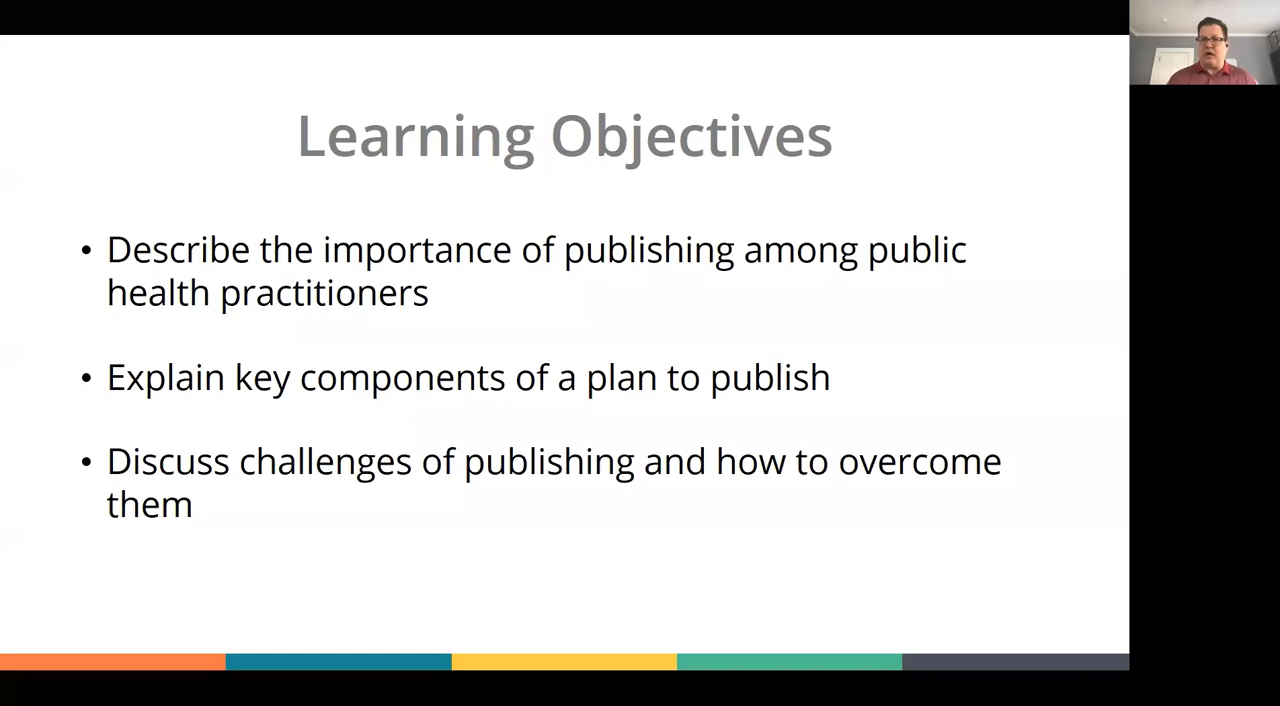 Learning Objectives
• Describe the importance of publishing among public
health practitioners
• Explain key components of a plan to publish
• Discuss challenges of publishing and how to overcome
them